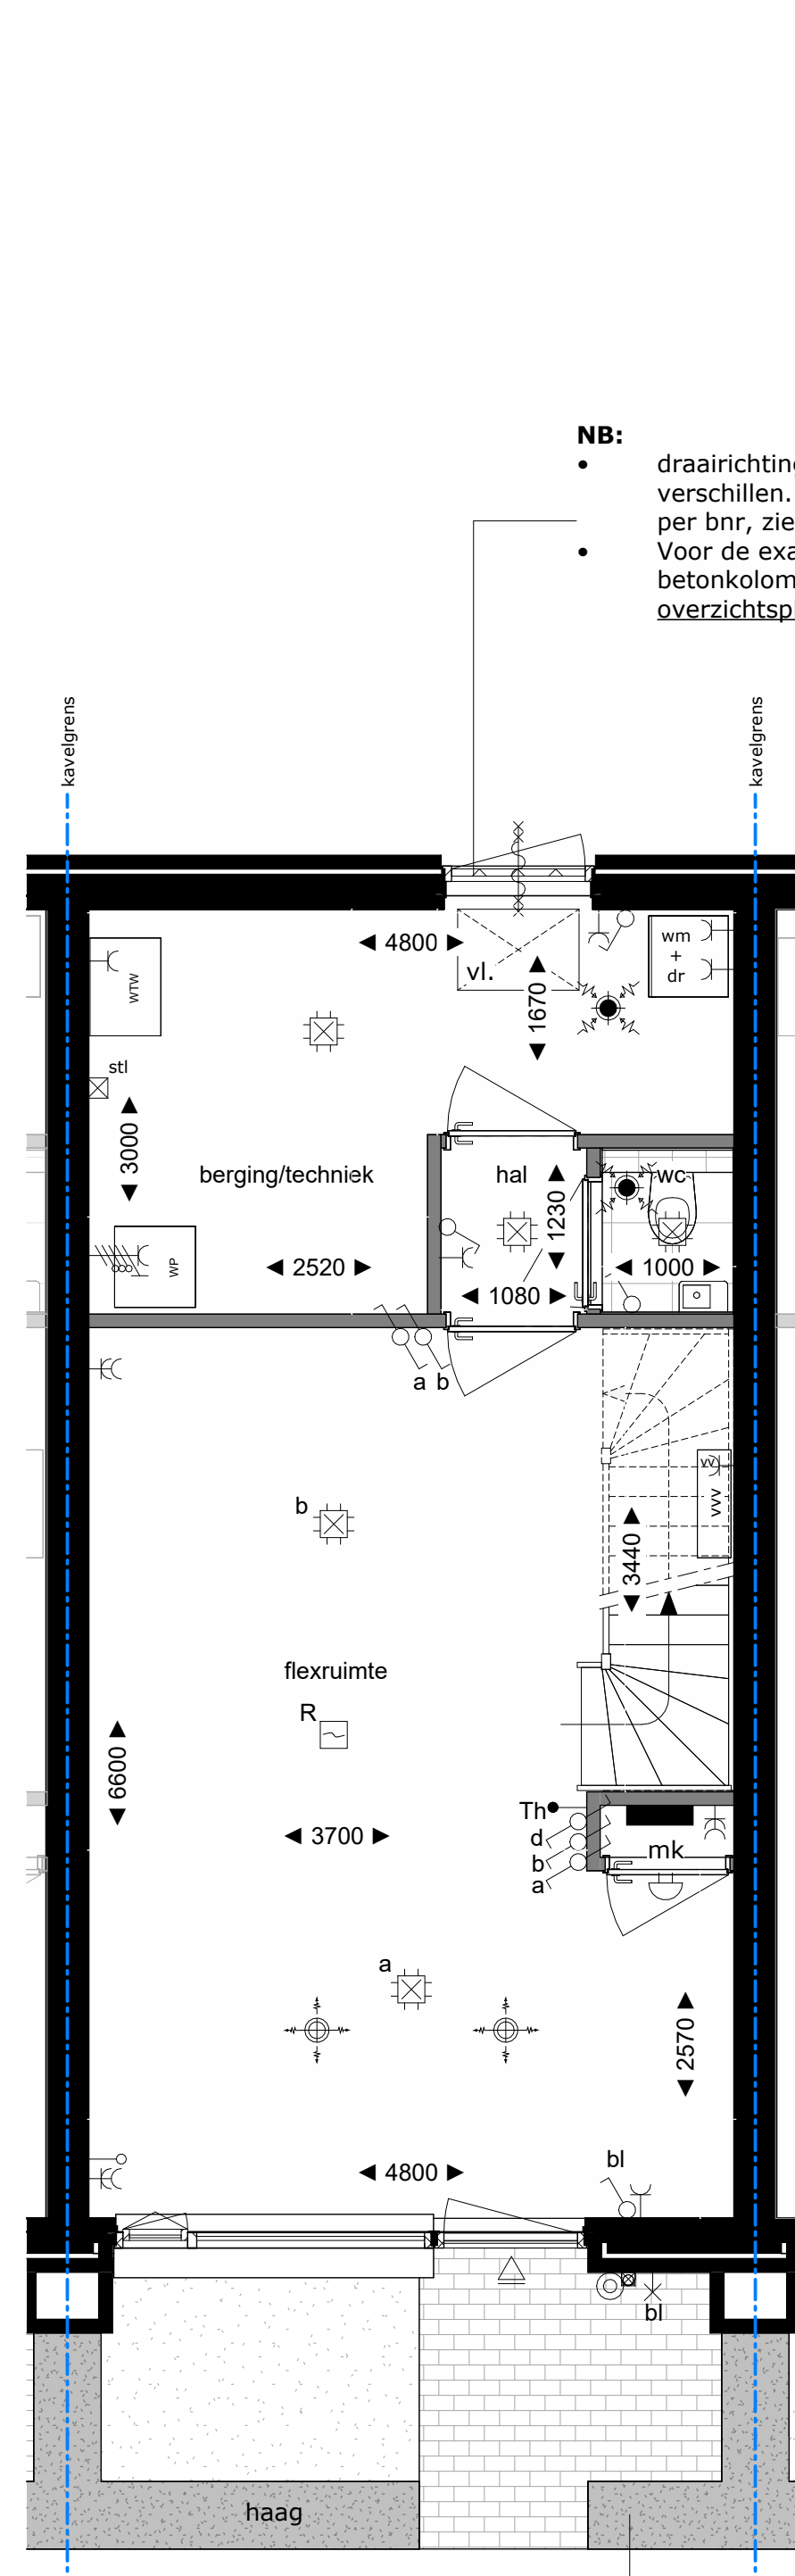 NB:
• draairichting
verschillen.
per bnr, zie
• Voor de exa
betonkolom
overzichtsp
kavelgrens
kavelgrens
4800
wm
+
dr
vl.
WTW
1670
stl
3000
berging/techniek
hal
wc
1230
WP
2520
1080
1000
a b
b
vv
vvv
3440
flexruimte
R
6600
Th
3700
d
b
mk
a
a
2570
4800
bl
bl
haag